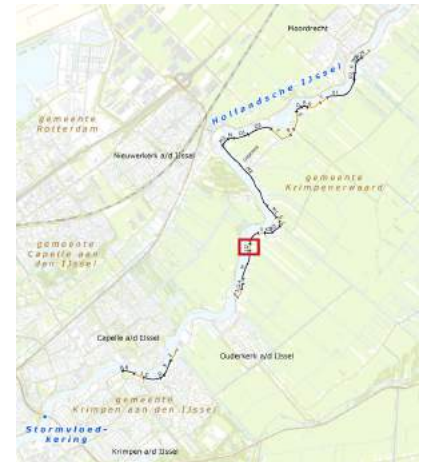 Moordrecht
Hollandsche IJssel
gemeente
Rotterdam
Nieuwerkerk a/d IJssel
gemeente
Krimpenerwaard
gemeente
Capelle aan
den IJssel
Capelle a/d IJssel
Ouderkerk a/d IJssel
gemeente
Krimpen aan den IJssel
Stormvloed-
kering
Krimpen a/d IJssel